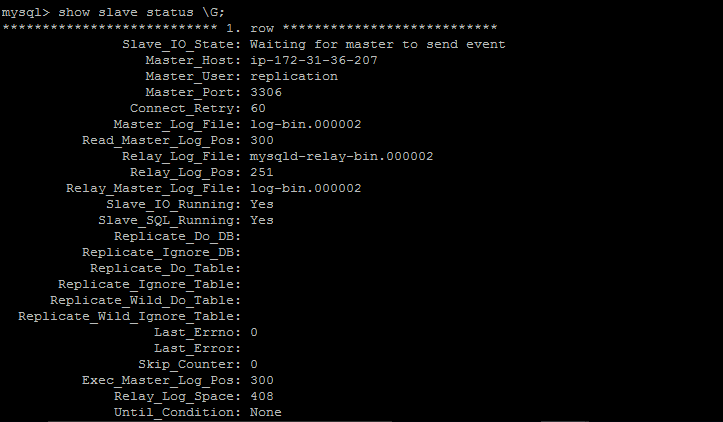 mysql> show slave status \G;
*************************** 1. row ***************************
Slave_IO_State: Waiting for master to send event
Master_Host: ip-172-31-36-207
Master_User: replication
Master_Port: 3306
Connect_Retry: 60
Master_Log_File: log-bin.000002
Read_Master_Log_Pos: 300
Relay_Log_File: mysqld-relay-bin.000002
Relay_Log_Pos: 251
Relay_Master_Log_File: log-bin.000002
Slave_IO_Running: Yes
Slave_SQL_Running: Yes
Replicate_Do_DB:
Replicate_Ignore_DB:
Replicate_Do_Table:
Replicate_Ignore_Table:
Replicate_Wild_Do_Table:
Replicate_Wild_Ignore_Table:
Last_Errno: 0
Last_Error:
Skip_Counter: 0
Exec_Master_Log_Pos: 300
Relay_Log_Space: 408
Until_Condition: None